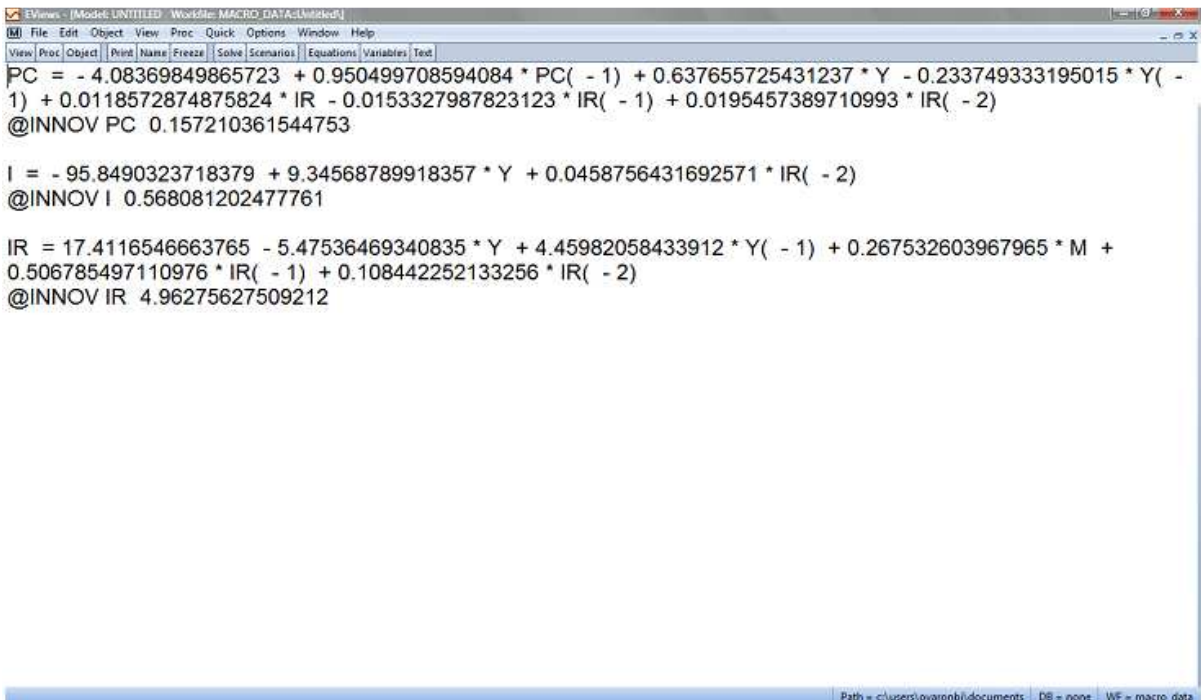 EViews - [Model: UNTITLED Workfile: MACRO_DATA::Untitled\]
File Edit Object View Proc Quick Options Window Help
View Proc Object Print Name Freeze Solve Scenarios Equations Variables Text
PC = - 4.08369849865723 + 0.950499708594084 * PC( - 1) + 0.637655725431237 * Y - 0.233749333195015 * Y( -
1) + 0.0118572874875824 * IR - 0.0153327987823123 * IR( - 1) + 0.0195457389710993 * IR( - 2)
@INNOV PC 0.157210361544753
I = - 95.8490323718379 + 9.34568789918357 * Y + 0.0458756431692571 * IR( - 2)
@INNOV I 0.568081202477761
IR = 17.4116546663765 - 5.47536469340835 * Y + 4.45982058433912 * Y( - 1) + 0.267532603967965 * M +
0.506785497110976 * IR( - 1) + 0.108442252133256 * IR( - 2)
@INNOV IR 4.96275627509212
Path = c:\users\oyaronbi\documents DB = none WF = macro_data